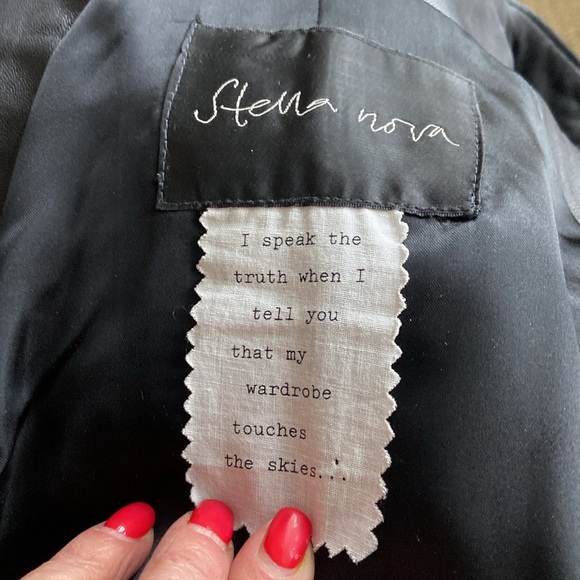 Stella nova
I speak the
truth when I
tell you
that my
wardrobe
touches
the skies...